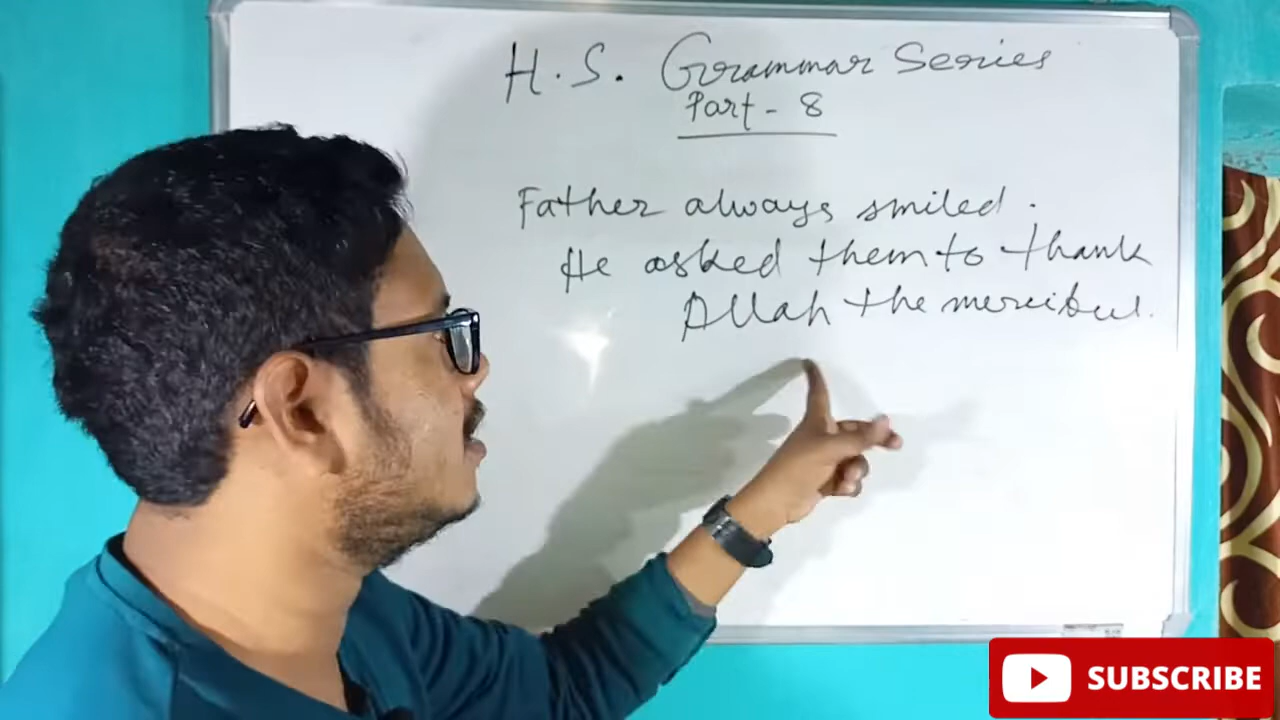 H.S. Grammar Series
Part - 8
Father always smiled.
He asked them to thank
Allah the merciful.
SUBSCRIBE